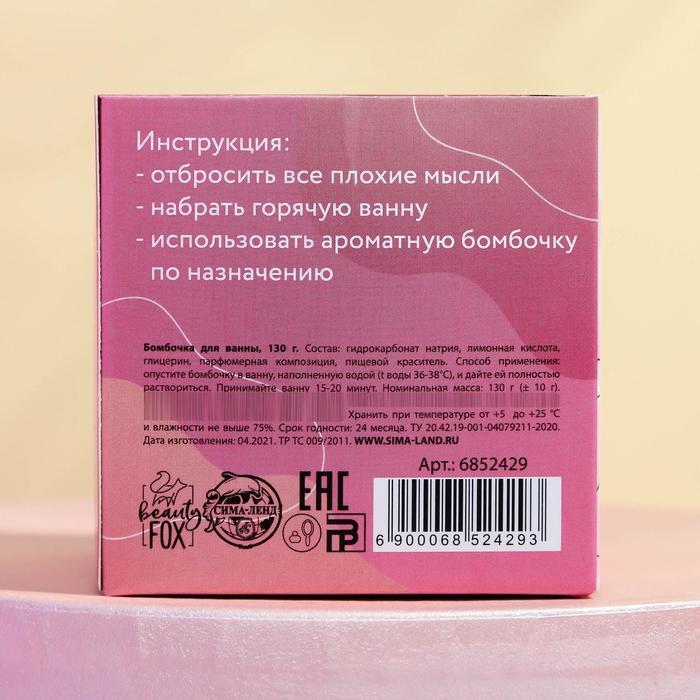 Инструкция:
- отбросить все плохие мысли
- набрать горячую ванну
- использовать ароматную бомбочку
по назначению
Бомбочка для ванны, 130 г. Состав: гидрокарбонат натрия, лимонная кислота,
глицерин, парфюмерная композиция, пищевой краситель. Способ применения:
опустите бомбочку в ванну, наполненную водой (t воды 36-38°C), и дайте ей полностью
раствориться. Принимайте ванну 15-20 минут. Номинальная масса: 130 г (± 10 г).
Хранить при температуре от +5 до +25 °C
и влажности не выше 75%. Срок годности: 24 месяца. ТУ 20.42.19-001-04079211-2020.
Дата изготовления: 04.2021. ТР ТС 009/2011. WWW.SIMA-LAND.RU
Арт.: 6852429
beauty
FOX
СИМА-ЛЕНД
EAC
6 900068 524293